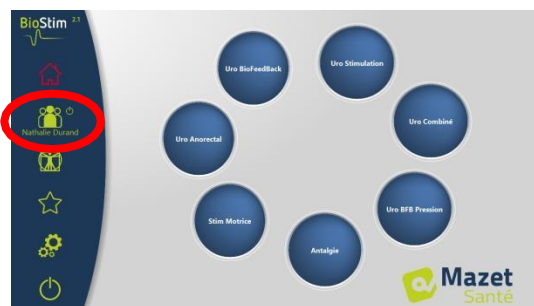 BioStim 2.1
Nathalie Durand
Uro BioFeedBack
Uro Stimulation
Uro Anorectal
Uro Combiné
Stim Motrice
Uro BFB Pression
Antalgie
Mazet
Santé